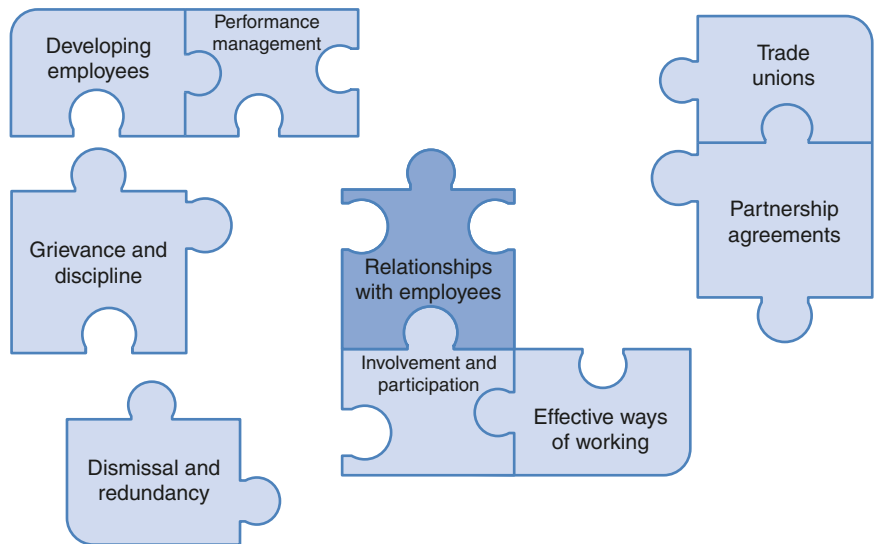 Developing
employees
Performance
management
Trade
unions
Grievance and
discipline
Relationships
with employees
Partnership
agreements
Involvement and
participation
Effective ways
of working
Dismissal and
redundancy